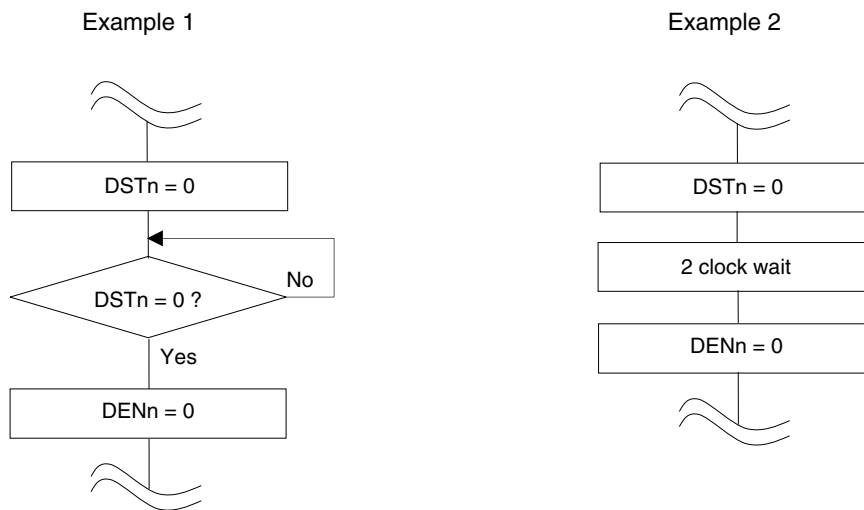 Example 1
DSTn = 0
DSTn = 0 ?
No
Yes
DENn = 0
Example 2
DSTn = 0
2 clock wait
DENn = 0